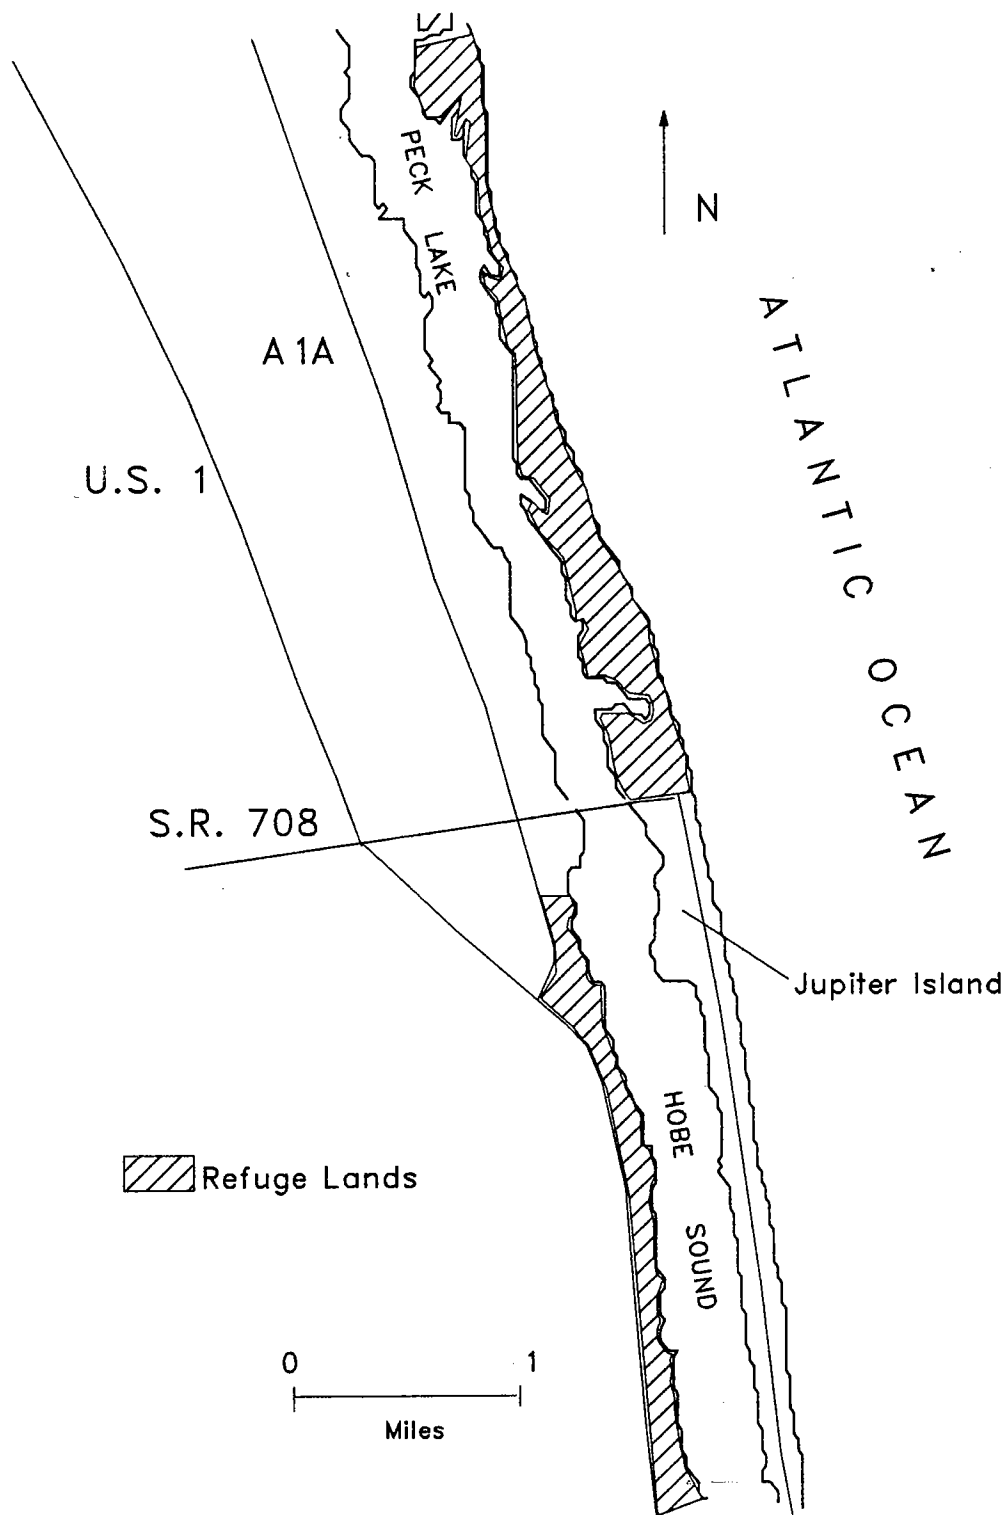 PECK
LAKE
N
A1A
U.S. 1
ATLANTIC OCEAN
S.R. 708
Jupiter Island
HOBE
SOUND
Refuge Lands
0 1
Miles